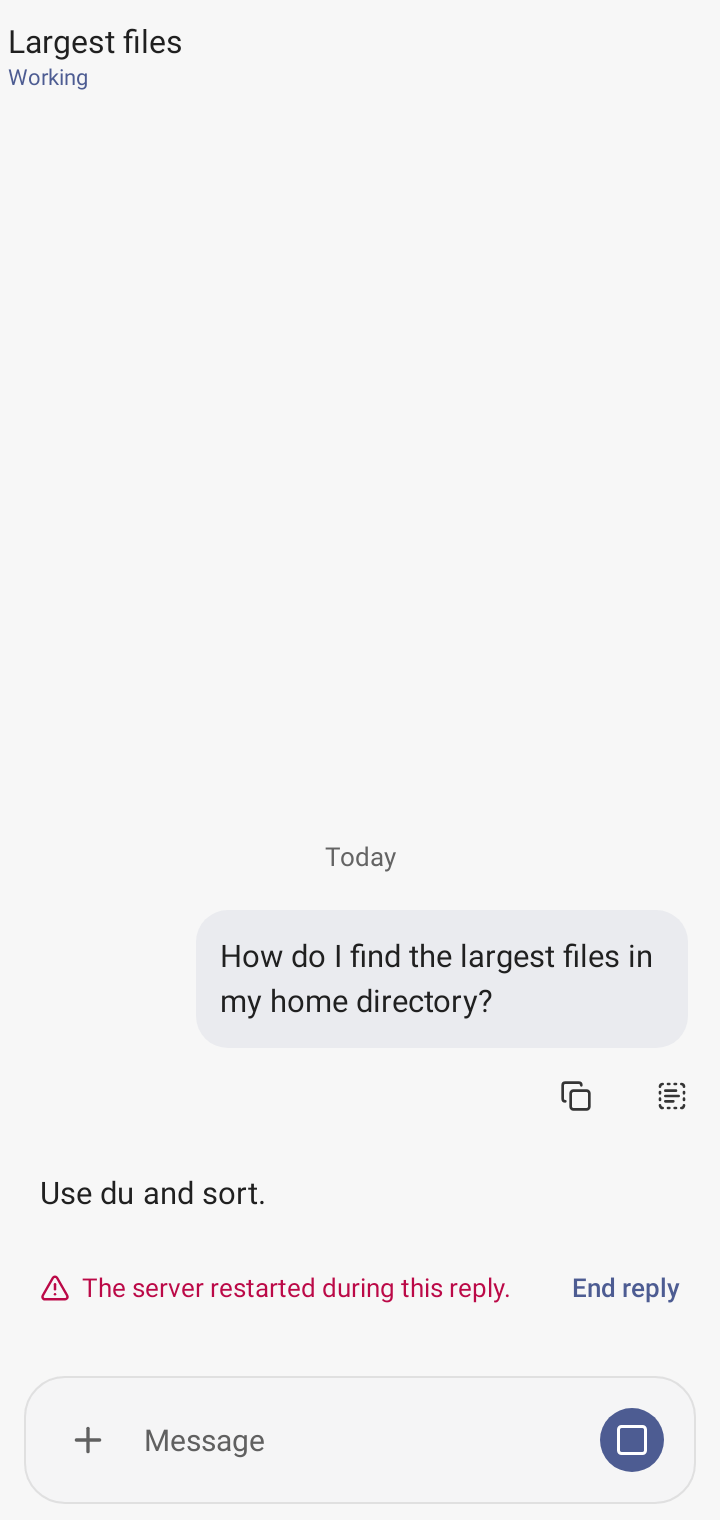 Largest files
Working
Today
How do I find the largest files in
my home directory?
Use du and sort.
The server restarted during this reply.
End reply
Message